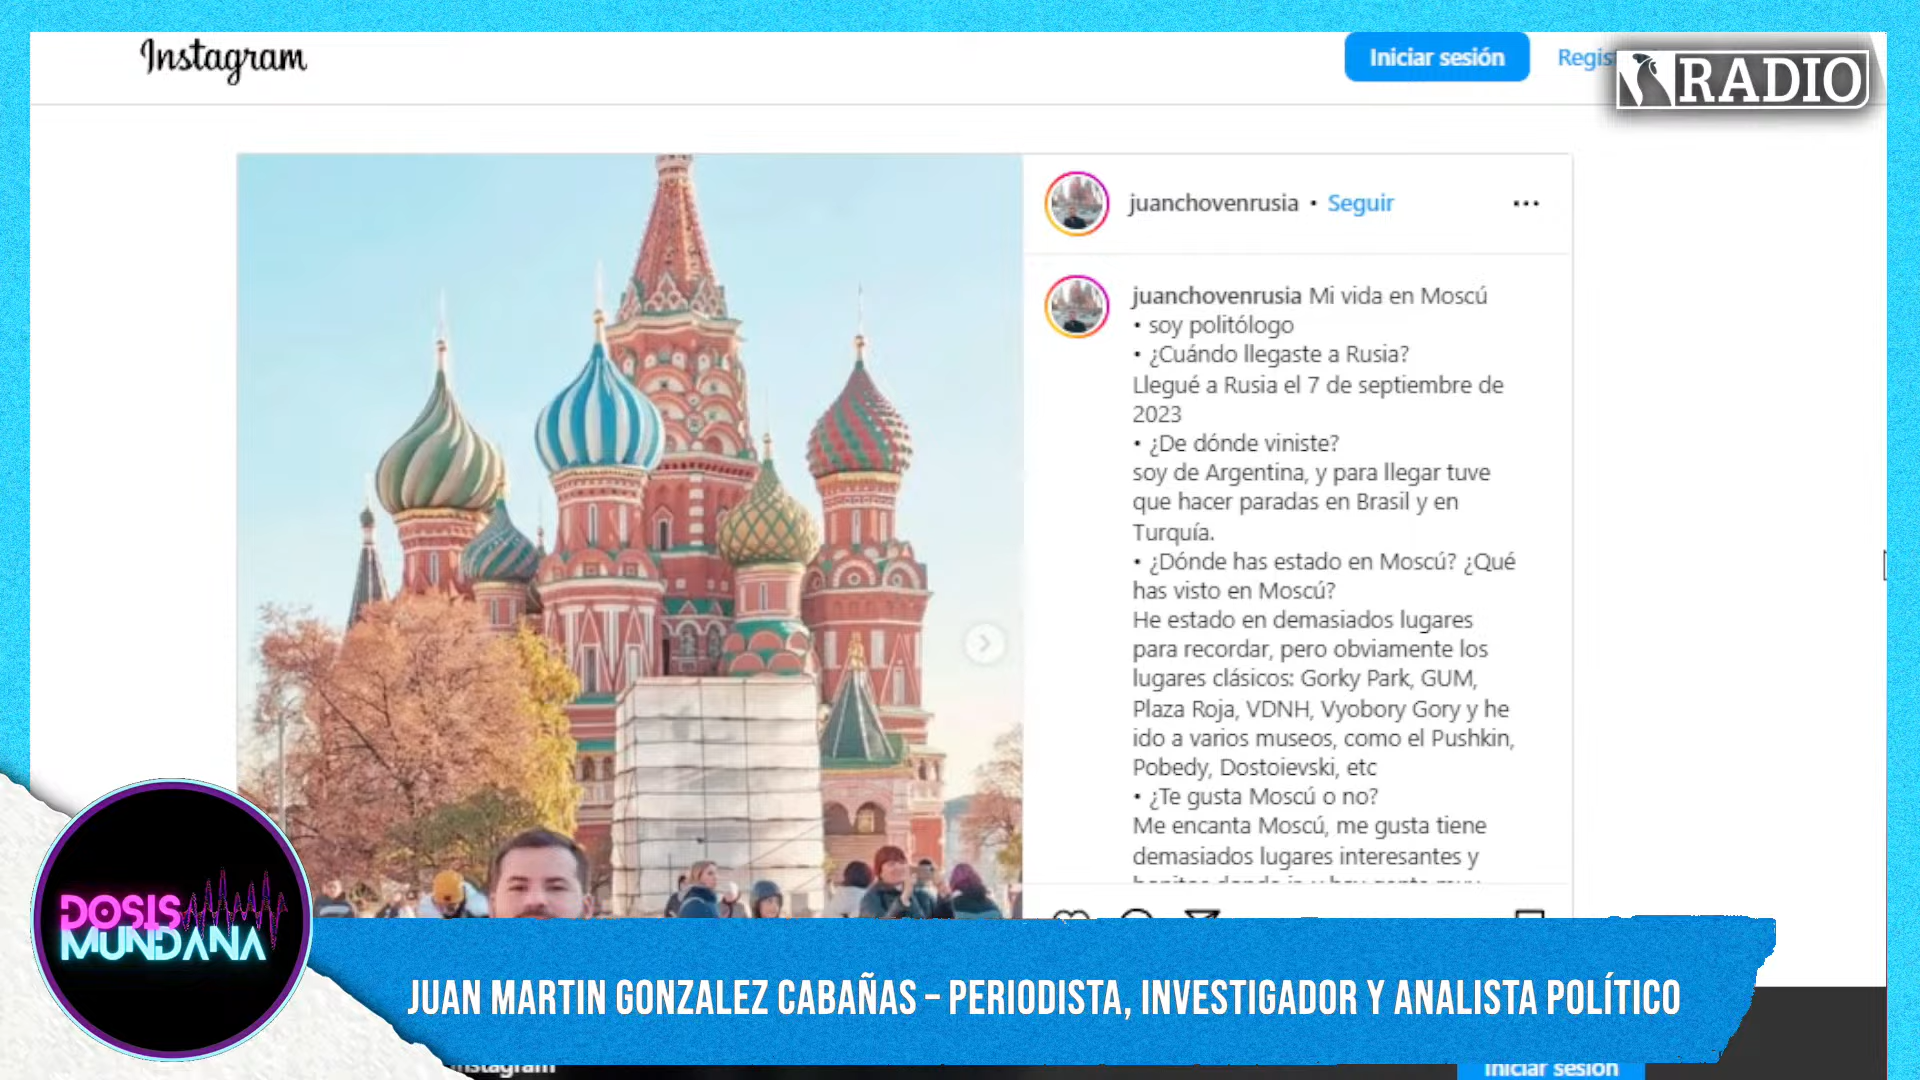 Instagram
Iniciar sesión
Regis
RADIO
juanchovenrusia • Seguir
juanchovenrusia Mi vida en Moscú
• soy politólogo
• ¿Cuándo llegaste a Rusia?
Llegué a Rusia el 7 de septiembre de
2023
• ¿De dónde viniste?
soy de Argentina, y para llegar tuve
que hacer paradas en Brasil y en
Turquía.
• ¿Dónde has estado en Moscú? ¿Qué
has visto en Moscú?
He estado en demasiados lugares
para recordar, pero obviamente los
lugares clásicos: Gorky Park, GUM,
Plaza Roja, VDNH, Vyobory Gory y he
ido a varios museos, como el Pushkin,
Pobedy, Dostoievski, etc
• ¿Te gusta Moscú o no?
Me encanta Moscú, me gusta tiene
demasiados lugares interesantes y
DOSIS
MUNDANA
JUAN MARTIN GONZALEZ CABAÑAS – PERIODISTA, INVESTIGADOR Y ANALISTA POLÍTICO
nstagram
Iniciar sesión